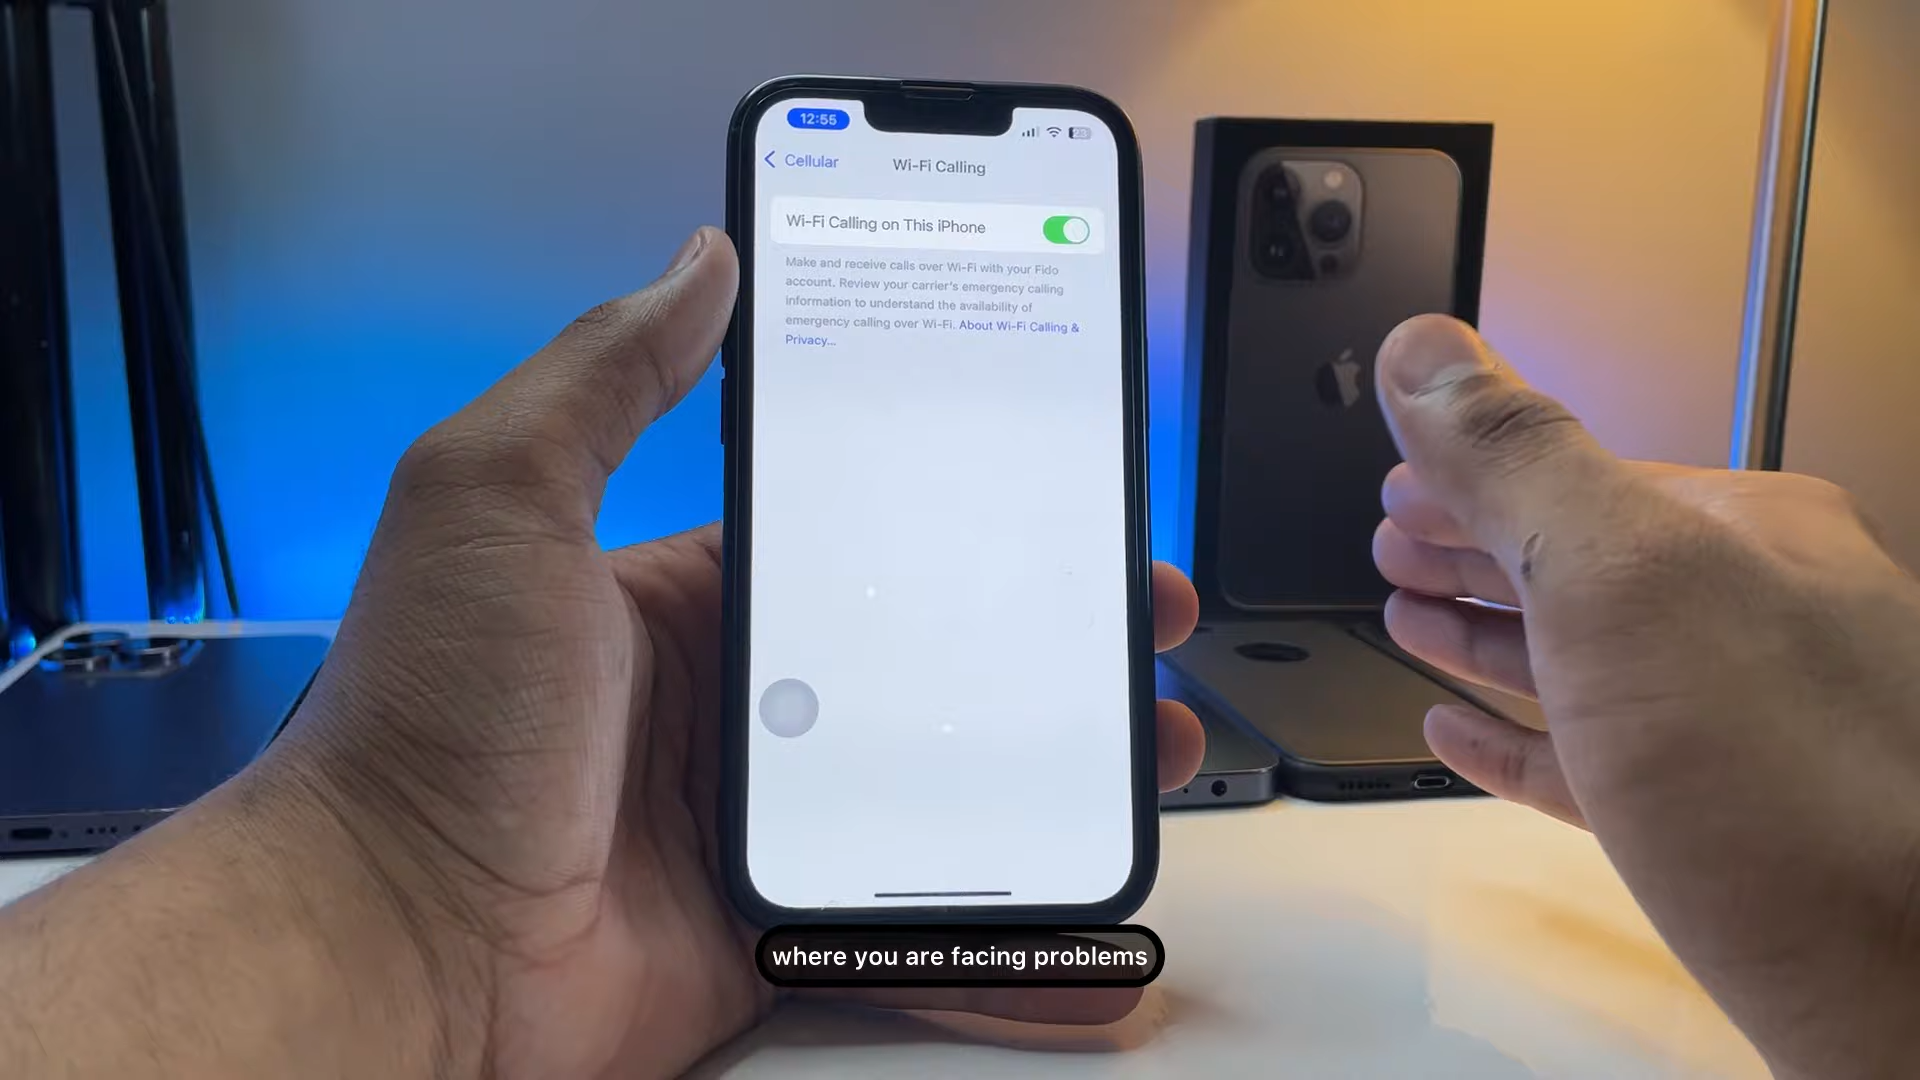 12:55
23
Cellular
Wi-Fi Calling
Wi-Fi Calling on This iPhone
Make and receive calls over Wi-Fi with your Fido
account. Review your carrier's emergency calling
information to understand the availability of
emergency calling over Wi-Fi. About Wi-Fi Calling &
Privacy...
where you are facing problems